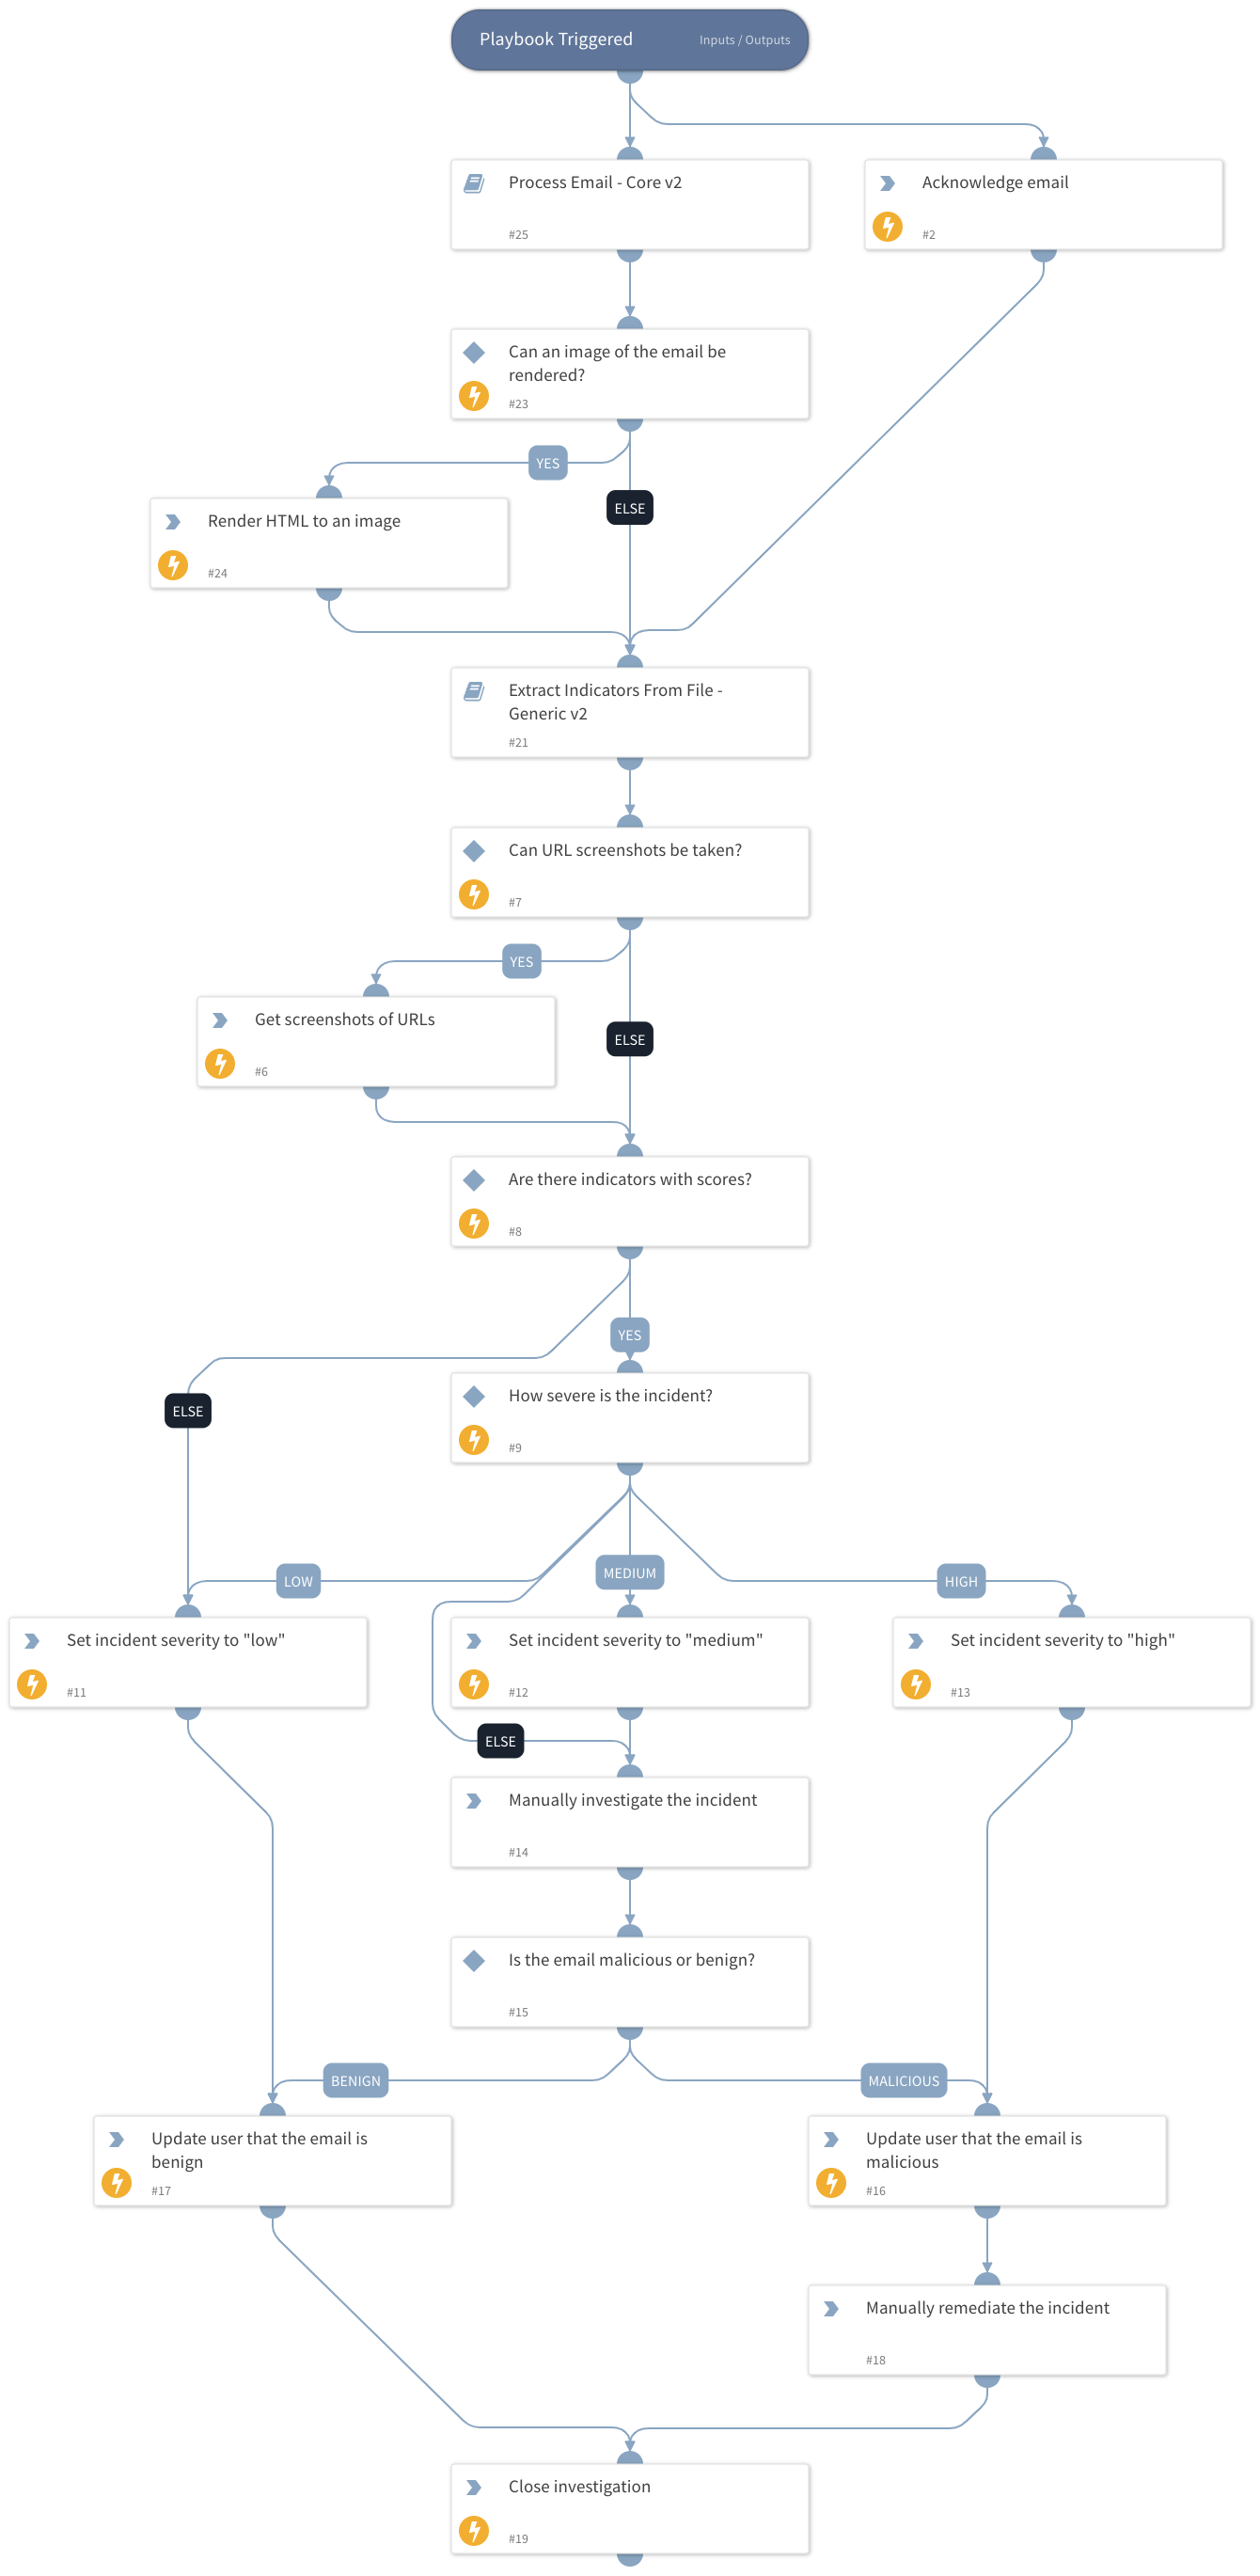 Playbook Triggered
Inputs / Outputs
Process Email - Core v2
#25
Acknowledge email
#2
Can an image of the email be
rendered?
#23
YES
ELSE
Render HTML to an image
#24
Extract Indicators From File -
Generic v2
#21
Can URL screenshots be taken?
#7
YES
ELSE
Get screenshots of URLs
#6
Are there indicators with scores?
#8
YES
ELSE
How severe is the incident?
#9
LOW
MEDIUM
HIGH
Set incident severity to "low"
#11
Set incident severity to "medium"
#12
Set incident severity to "high"
#13
ELSE
Manually investigate the incident
#14
Is the email malicious or benign?
#15
BENIGN
MALICIOUS
Update user that the email is
benign
#17
Update user that the email is
malicious
#16
Manually remediate the incident
#18
Close investigation
#19